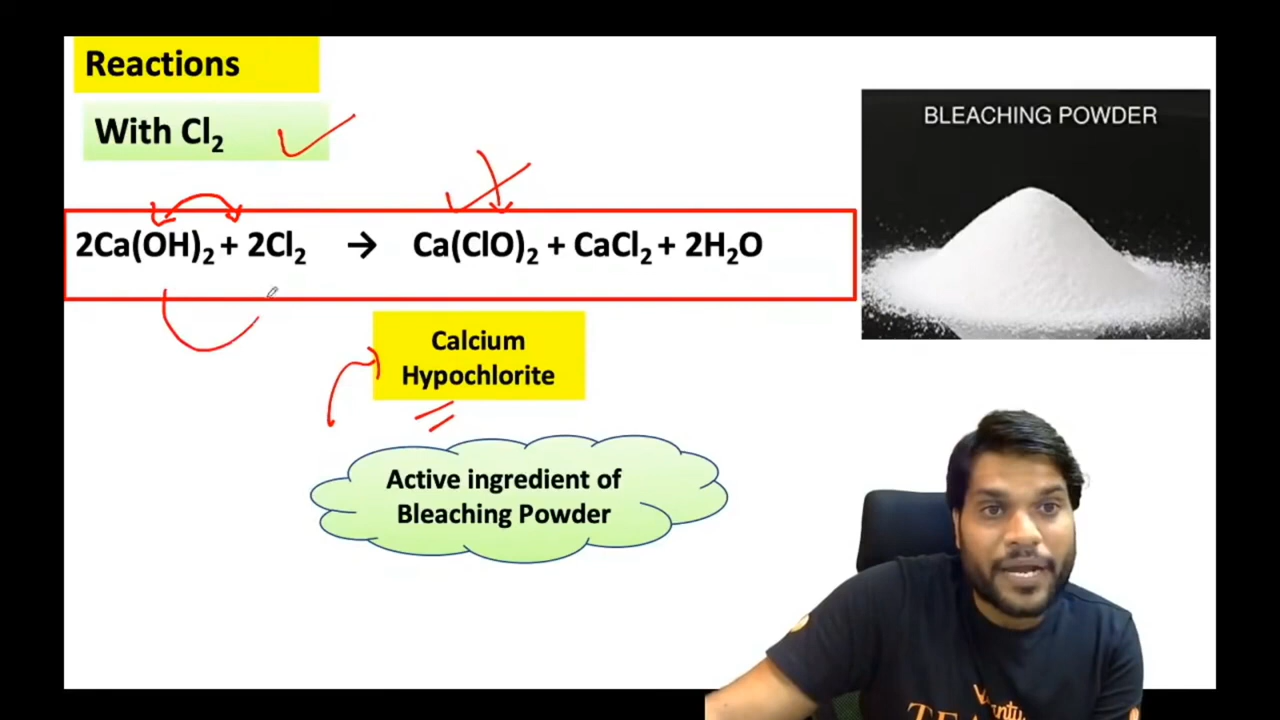 Reactions
With Cl₂
BLEACHING POWDER
2Ca(OH)₂ + 2Cl₂ → Ca(ClO)₂ + CaCl₂ + 2H₂O
Calcium
Hypochlorite
Active ingredient of
Bleaching Powder